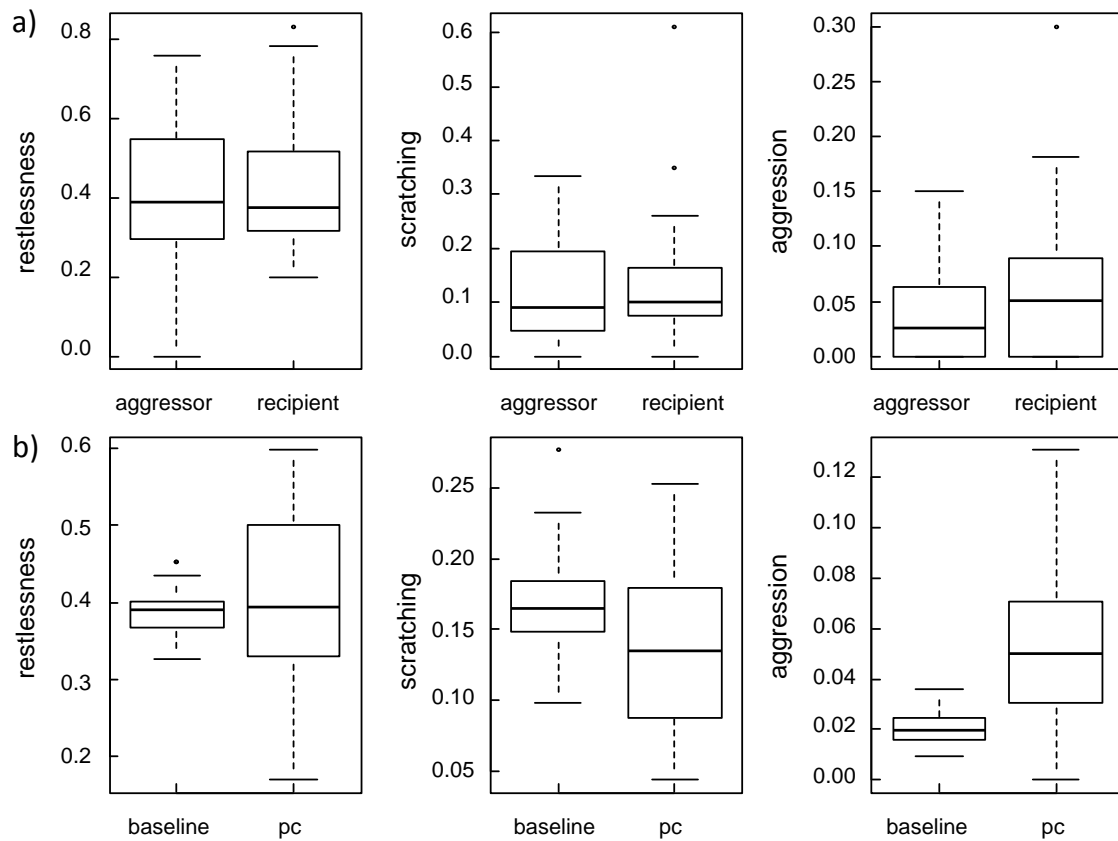 a)
restlessness
0.8
0.6
0.4
0.2
0.0
aggressor recipient
scratching
0.6
0.5
0.4
0.3
0.2
0.1
0.0
aggressor recipient
aggression
0.30
0.25
0.20
0.15
0.10
0.05
0.00
aggressor recipient
b)
restlessness
0.6
0.5
0.4
0.3
0.2
baseline pc
scratching
0.25
0.20
0.15
0.10
0.05
baseline pc
aggression
0.12
0.10
0.08
0.06
0.04
0.02
0.00
baseline pc